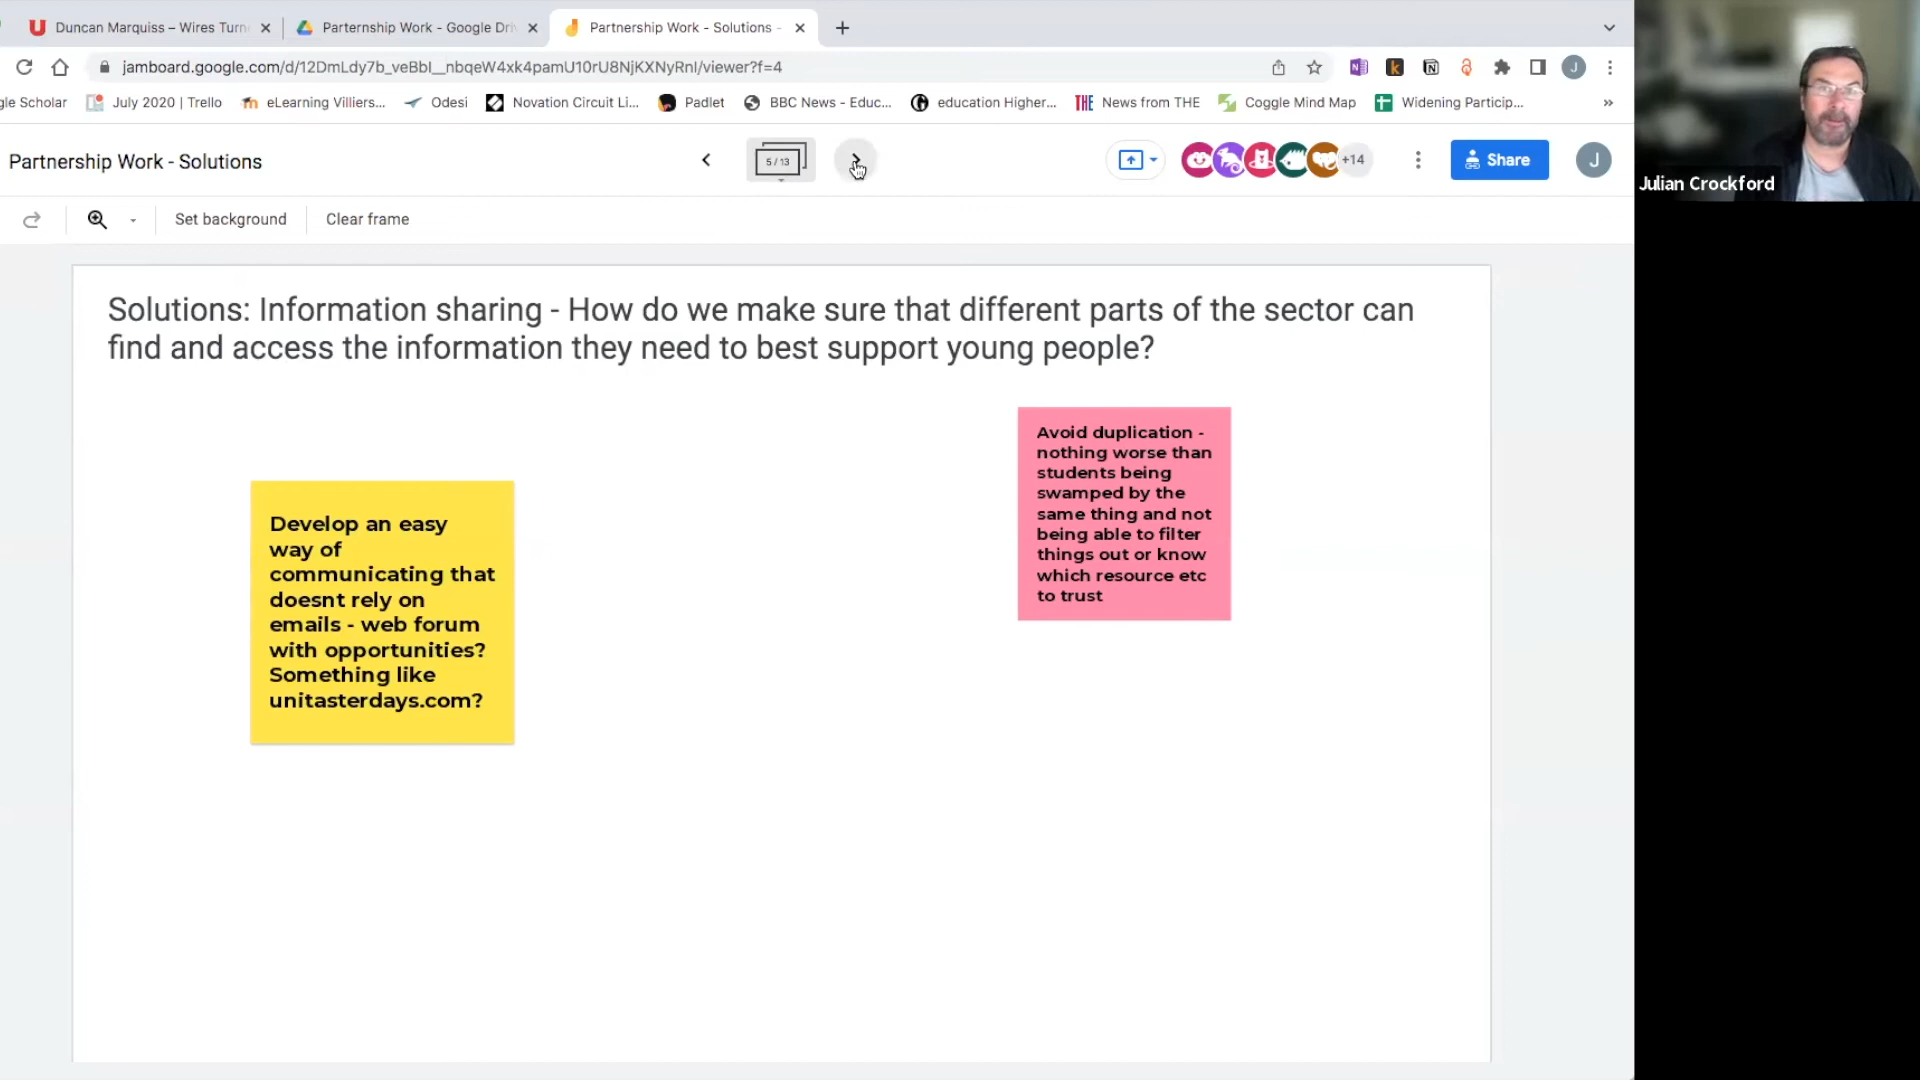 Duncan Marquiss – Wires Turn
Parternship Work - Google Dri
Partnership Work - Solutions -
jamboard.google.com/d/12DmLdy7b_veBbI__nbqeW4xk4pamU10rU8NjKXNyRnI/viewer?f=4
J
gle Scholar
July 2020 | Trello
eLearning Villiers...
Odesi
Novation Circuit Li...
Padlet
BBC News - Educ...
education Higher...
THE
News from THE
Coggle Mind Map
Widening Particip...
»
Partnership Work - Solutions
5 / 13
+14
Share
J
Set background
Clear frame
Solutions: Information sharing - How do we make sure that different parts of the sector can
find and access the information they need to best support young people?
Develop an easy
way of
communicating that
doesnt rely on
emails - web forum
with opportunities?
Something like
unitasterdays.com?
Avoid duplication -
nothing worse than
students being
swamped by the
same thing and not
being able to filter
things out or know
which resource etc
to trust
Julian Crockford